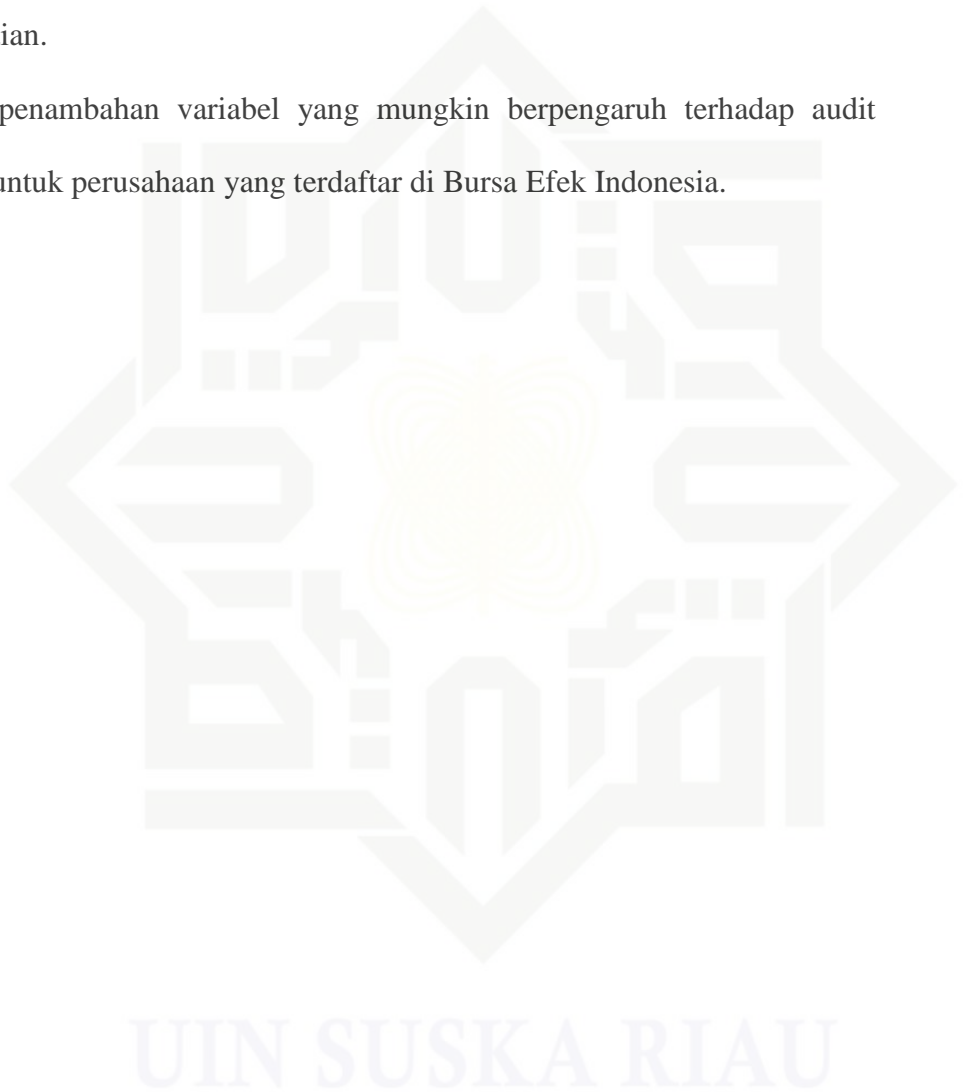 ian.
penambahan variabel yang mungkin berpengaruh terhadap audit
untuk perusahaan yang terdaftar di Bursa Efek Indonesia.
UIN SUSKA RIAU